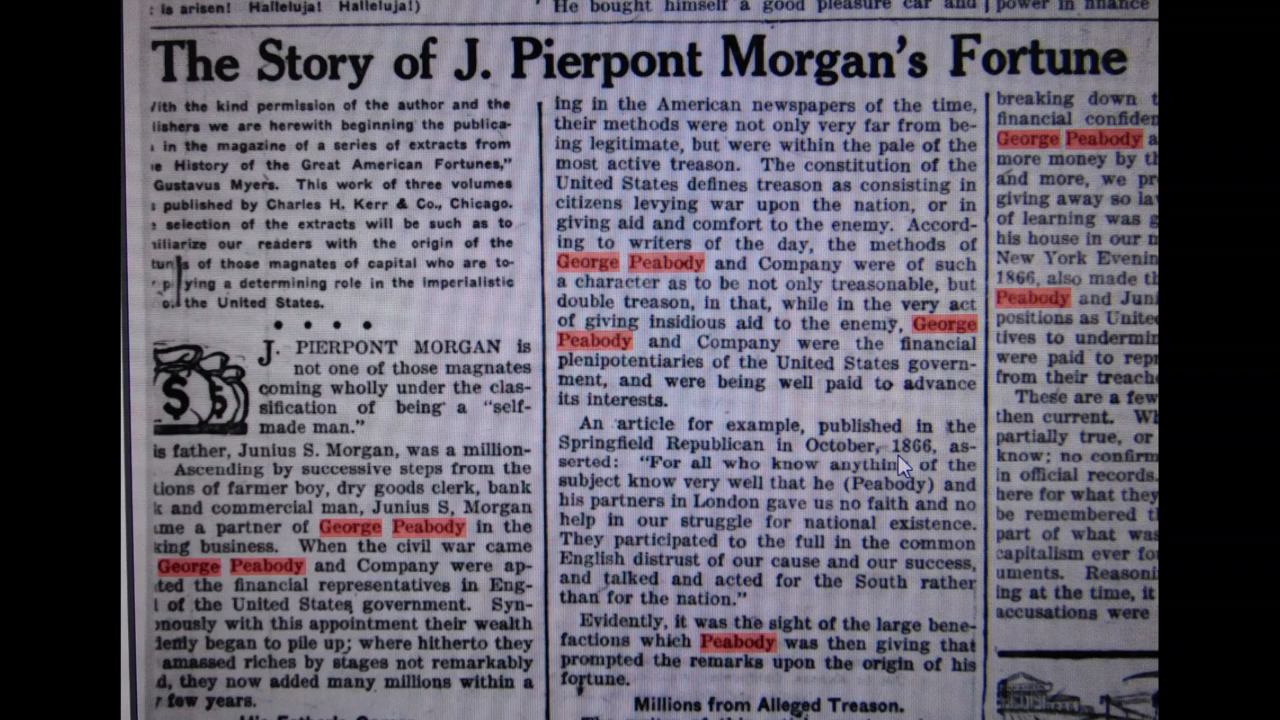 : is arisen! Halleluja! Halleluja!)
He bought himself a good pleasure car and
power in finance
The Story of J. Pierpont Morgan's Fortune
/ith the kind permission of the author and the
lishers we are herewith beginning the publica-
in the magazine of a series of extracts from
e History of the Great American Fortunes,"
Gustavus Myers. This work of three volumes
published by Charles H. Kerr & Co., Chicago.
selection of the extracts will be such as to
iliarize our readers with the origin of the
tunes of those magnates of capital who are to-
playing a determining role in the imperialistic
of the United States.
J. PIERPONT MORGAN is
not one of those magnates
coming wholly under the clas-
sification of being a "self-
made man."
is father, Junius S. Morgan, was a million-
Ascending by successive steps from the
tions of farmer boy, dry goods clerk, bank
k and commercial man, Junius S, Morgan
me a partner of George Peabody in the
king business. When the civil war came
George Peabody and Company were ap-
ted the financial representatives in Eng-
l of the United States government. Syn-
nously with this appointment their wealth
denly began to pile up; where hitherto they
amassed riches by stages not remarkably
d, they now added many millions within a
few years.
ing in the American newspapers of the time,
their methods were not only very far from be-
ing legitimate, but were within the pale of the
most active treason. The constitution of the
United States defines treason as consisting in
citizens levying war upon the nation, or in
giving aid and comfort to the enemy. Accord-
ing to writers of the day, the methods of
George Peabody and Company were of such
a character as to be not only treasonable, but
double treason, in that, while in the very act
of giving insidious aid to the enemy, George
Peabody and Company were the financial
plenipotentiaries of the United States govern-
ment, and were being well paid to advance
its interests.
An article for example, published in the
Springfield Republican in October, 1866, as-
serted: "For all who know anything of the
subject know very well that he (Peabody) and
his partners in London gave us no faith and no
help in our struggle for national existence.
They participated to the full in the common
English distrust of our cause and our success,
and talked and acted for the South rather
than for the nation."
Evidently, it was the sight of the large bene-
factions which Peabody was then giving that
prompted the remarks upon the origin of his
fortune.
Millions from Alleged Treason.
breaking down t
financial confiden
George Peabody a
more money by th
and more, we pr
giving away so la
of learning was g
his house in our n
New York Evenin
1866, also made th
Peabody and Juni
positions as Unite
tives to undermin
were paid to repr
from their treach
These are a few
then current. Wh
partially true, or
know; no confirm
in official records.
here for what they
be remembered th
part of what was
capitalism ever fo
uments. Reasoni
ing at the time, it
accusations were